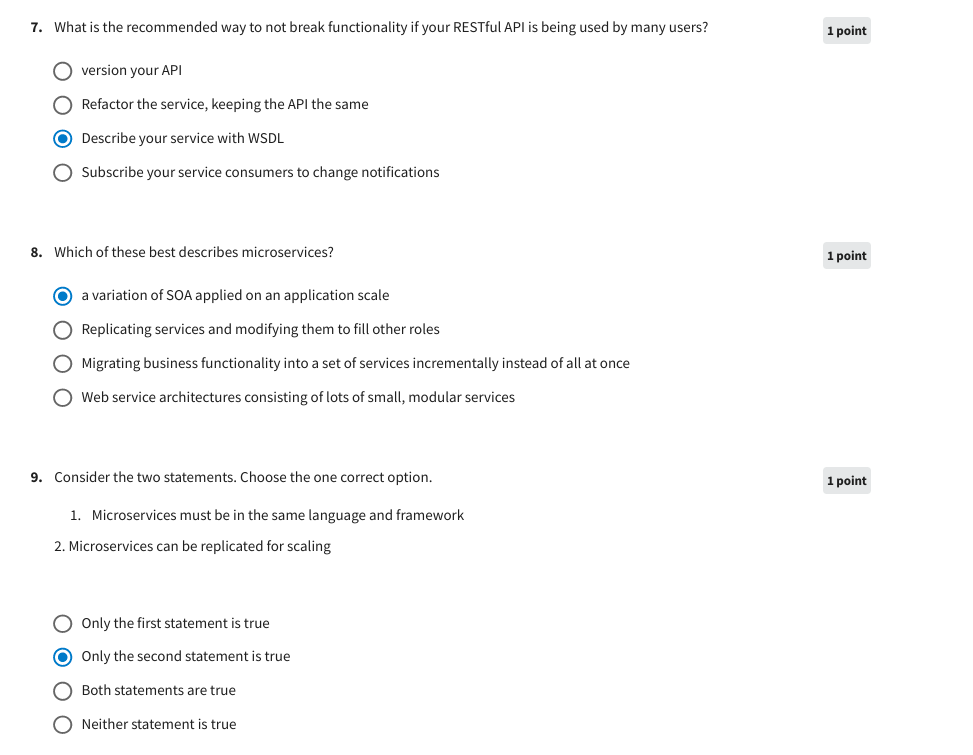 7. What is the recommended way to not break functionality if your RESTful API is being used by many users?
1 point
version your API
Refactor the service, keeping the API the same
Describe your service with WSDL
Subscribe your service consumers to change notifications
8. Which of these best describes microservices?
1 point
a variation of SOA applied on an application scale
Replicating services and modifying them to fill other roles
Migrating business functionality into a set of services incrementally instead of all at once
Web service architectures consisting of lots of small, modular services
9. Consider the two statements. Choose the one correct option.
1 point
1. Microservices must be in the same language and framework
2. Microservices can be replicated for scaling
Only the first statement is true
Only the second statement is true
Both statements are true
Neither statement is true